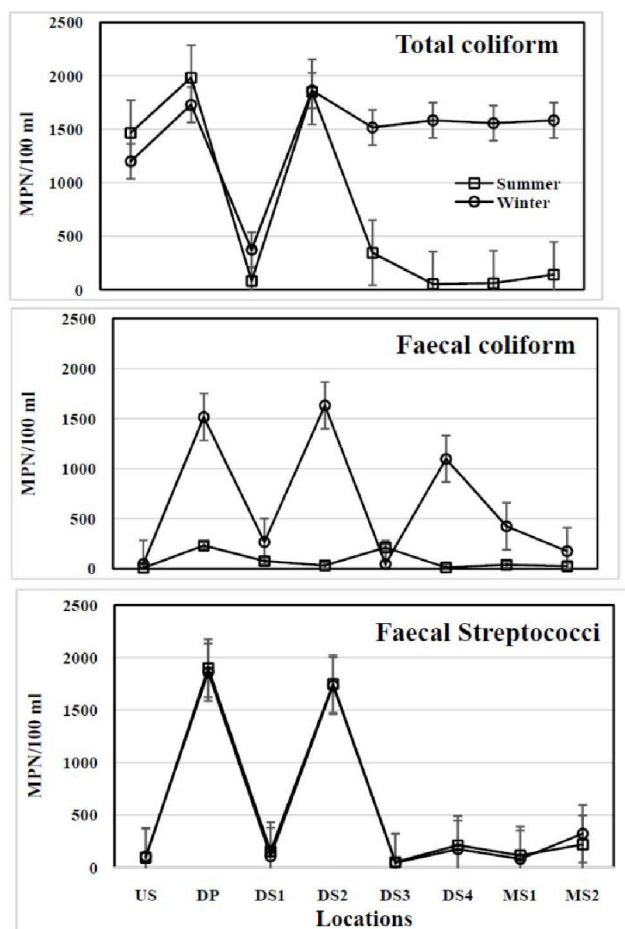 Total coliform
2500
2000
1500
1000
500
0
MPN/100 ml
Summer
Winter
Faecal coliform
2500
2000
1500
1000
500
0
MPN/100 ml
Faecal Streptococci
2500
2000
1500
1000
500
0
MPN/100 ml
US DP DS1 DS2 DS3 DS4 MS1 MS2
Locations